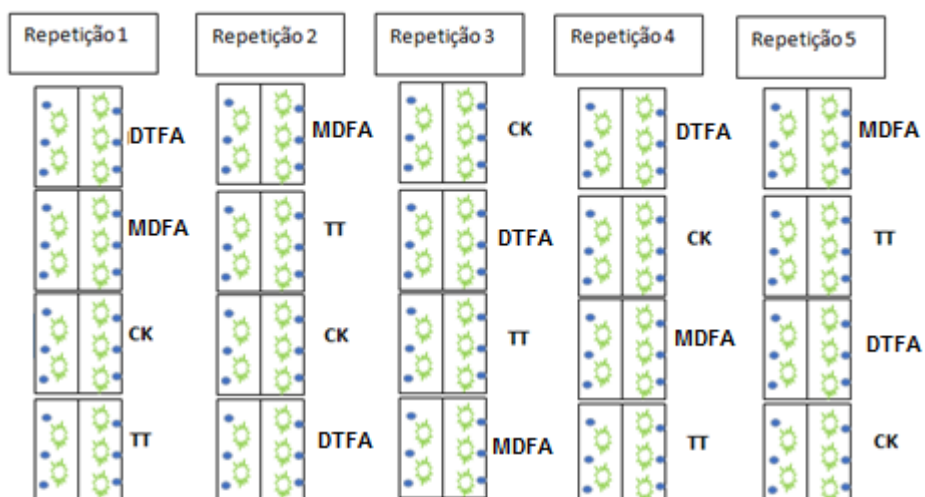 Repetição 1
Repetição 2
Repetição 3
Repetição 4
Repetição 5
DTFA
MDFA
CK
DTFA
MDFA
MDFA
TT
DTFA
CK
TT
CK
CK
TT
MDFA
DTFA
TT
DTFA
MDFA
TT
CK